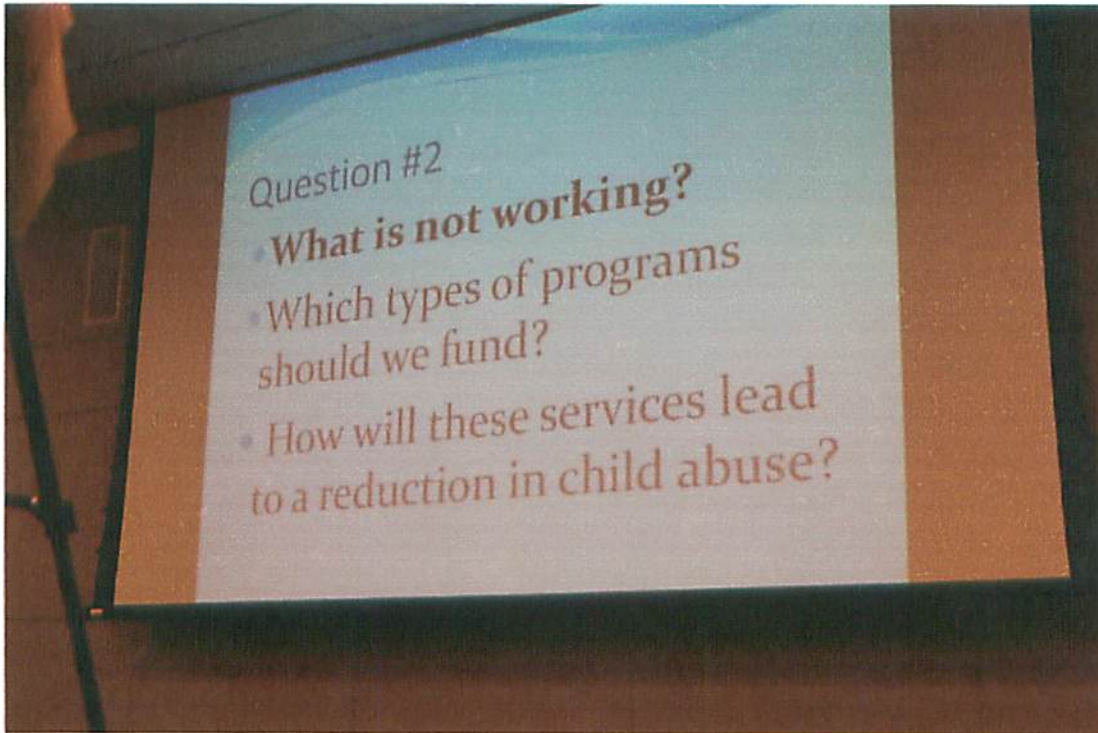 Question #2
• What is not working?
• Which types of programs
should we fund?
• How will these services lead
to a reduction in child abuse?